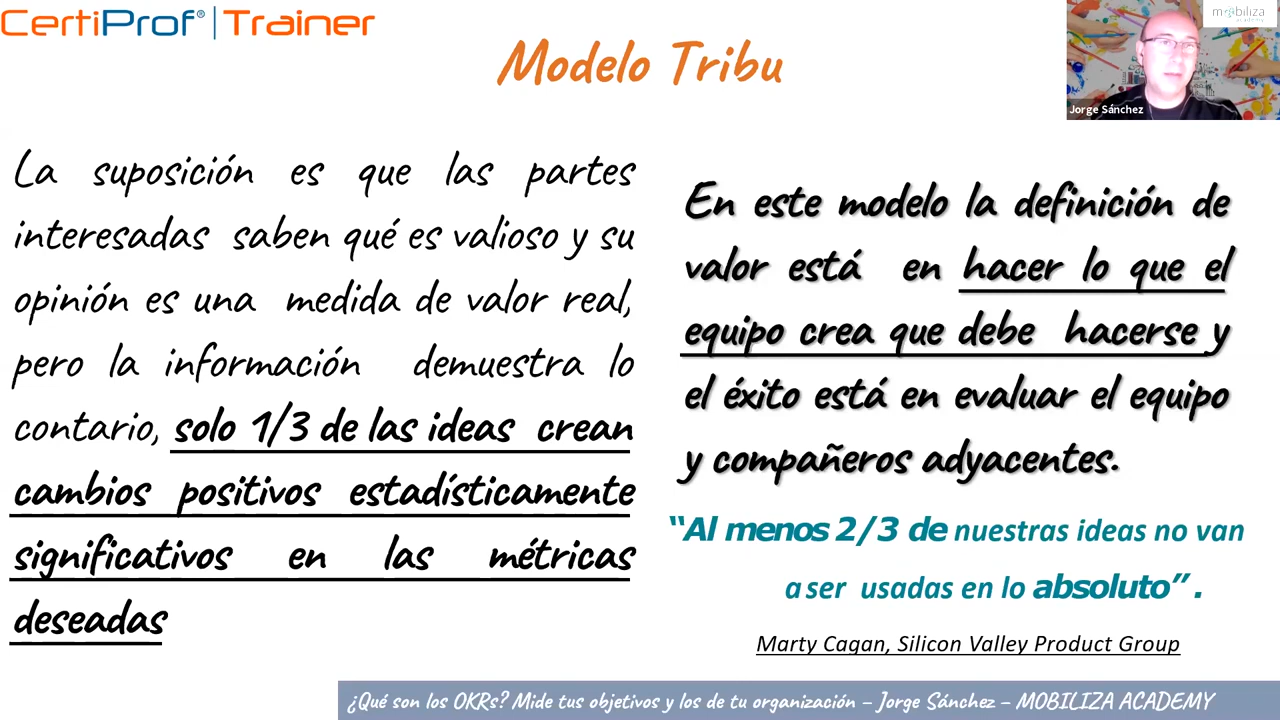 CertiProf® | Trainer
mobiliza
academy
Jorge Sánchez
Modelo Tribu
La suposición es que las partes
interesadas saben qué es valioso y su
opinión es una medida de valor real,
pero la información demuestra lo
contario, solo 1/3 de las ideas crean
cambios positivos estadísticamente
significativos en las métricas
deseadas
En este modelo la definición de
valor está en hacer lo que el
equipo crea que debe hacerse y
el éxito está en evaluar el equipo
y compañeros adyacentes.
“Al menos 2/3 de nuestras ideas no van
a ser usadas en lo absoluto” .
Marty Cagan, Silicon Valley Product Group
¿Qué son los OKRs? Mide tus objetivos y los de tu organización – Jorge Sánchez – MOBILIZA ACADEMY